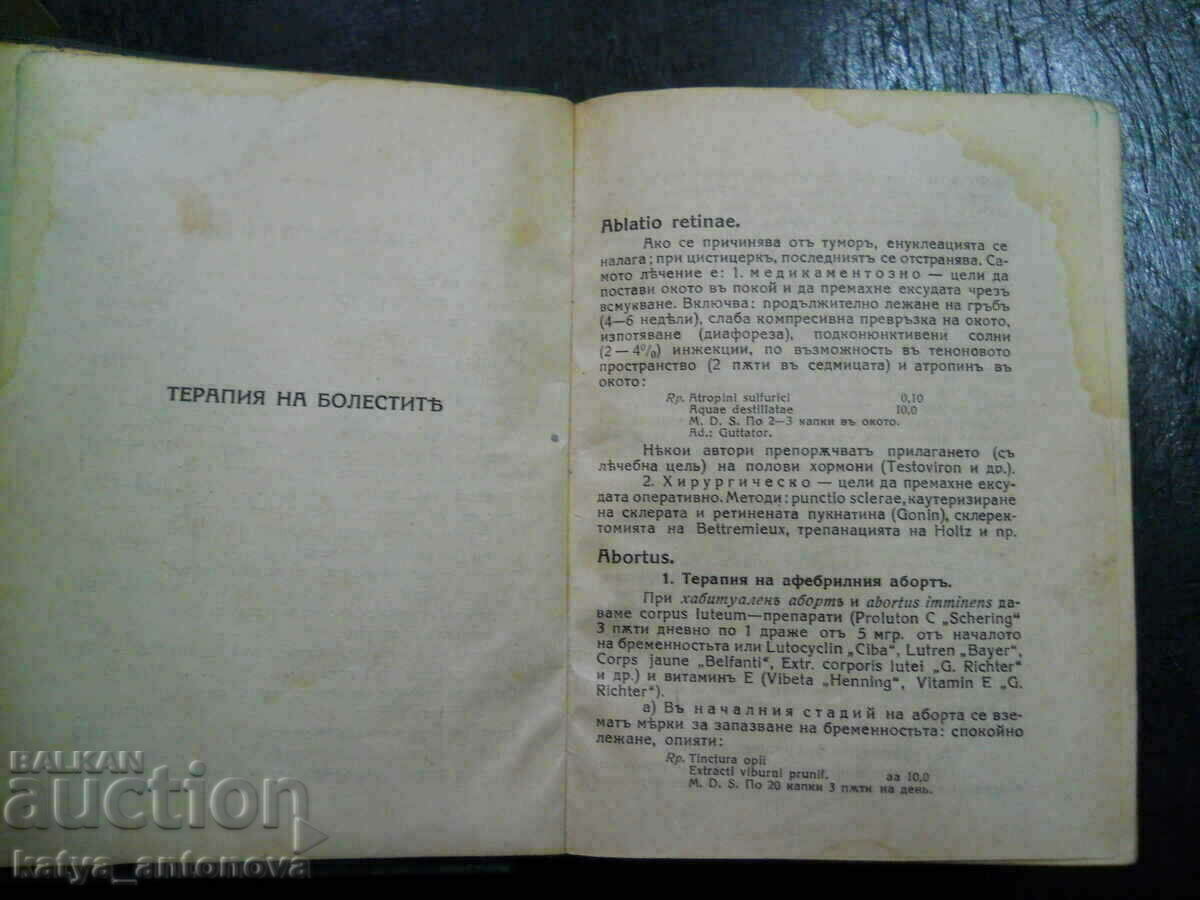 ТЕРАПИЯ НА БОЛЕСТИТѢ
Ablatio retinae.
Ако се причинява отъ туморъ, енуклеацията се
налага; при цистицеркъ, последниятъ се отстранява. Са-
мото лѣчение е: 1. медикаментозно — цели да
постави окото въ покой и да премахне ексудата чрезъ
всмукване. Включва: продължително лежане на гръбъ
(4—6 недѣли), слаба компресивна превръзка на окото,
изпотяване (диафореза), подконюнктивени солни
(2—4%) инжекции, по възможность въ теноновото
пространство (2 пѫти въ седмицата) и атропинъ въ
окото:
Rp. Atropini sulfurici 0,10
Aquae destillatae 10,0
M. D. S. По 2—3 капки въ окото.
Ad.: Guttator.
Нѣкои автори препорѫчватъ прилагането (съ
лѣчебна цель) на полови хормони (Testoviron и др.).
2. Хирургическо — цели да премахне ексу-
дата оперативно. Методи: punctio sclerae, каутеризиране
на склерата и ретинената пукнатина (Gonin), склерек-
томията на Bettremieux, трепанацията на Holtz и пр.
Abortus.
1. Терапия на афебрилния абортъ.
При хабитуаленъ абортъ и abortus imminens да-
ваме corpus luteum—препарати (Proluton C „Schering“
3 пѫти дневно по 1 драже отъ 5 мгр. отъ началото
на бременностьта или Lutocyclin „Ciba“, Lutren „Bayer“,
Corps jaune „Belfanti“, Extr. corporis lutei „G. Richter“
и др.) и витаминъ E (Vibeta „Henning“, Vitamin E „G.
Richter“).
а) Въ началния стадий на аборта се взе-
матъ мѣрки за запазване на бременностьта: спокойно
лежане, опияти:
Rp. Tinctura opii
Extracti viburni prunif. aa 10,0
M. D. S. По 20 капки 3 пѫти на день.
BALKAN
auction
katya_antonova